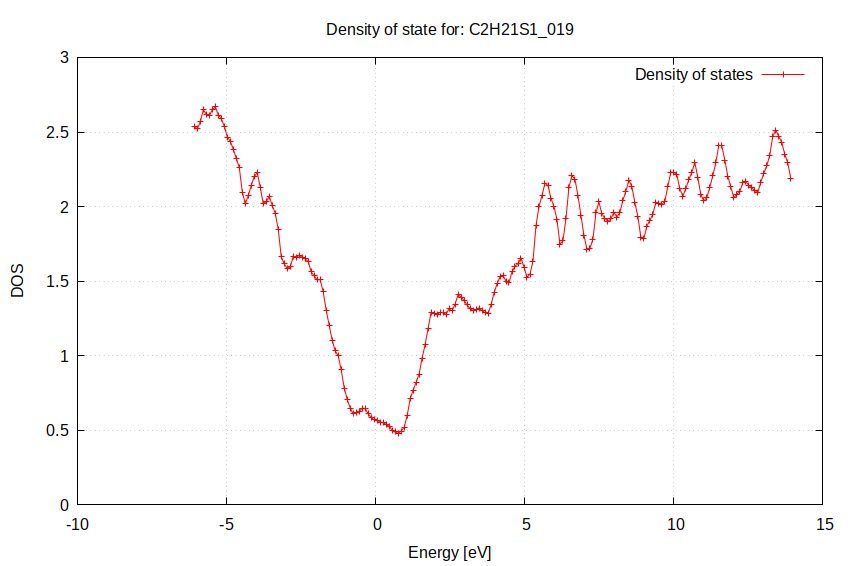 Density of state for: C2H21S1_019
Density of states
3
2.5
2
1.5
1
0.5
0
DOS
-10 -5 0 5 10 15
Energy [eV]